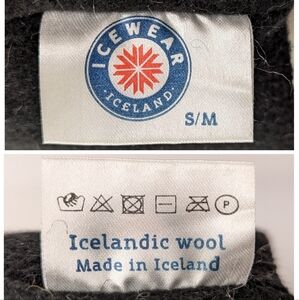 ICEWEAR
·ICELAND·
S/M
P
Icelandic wool
Made in Iceland